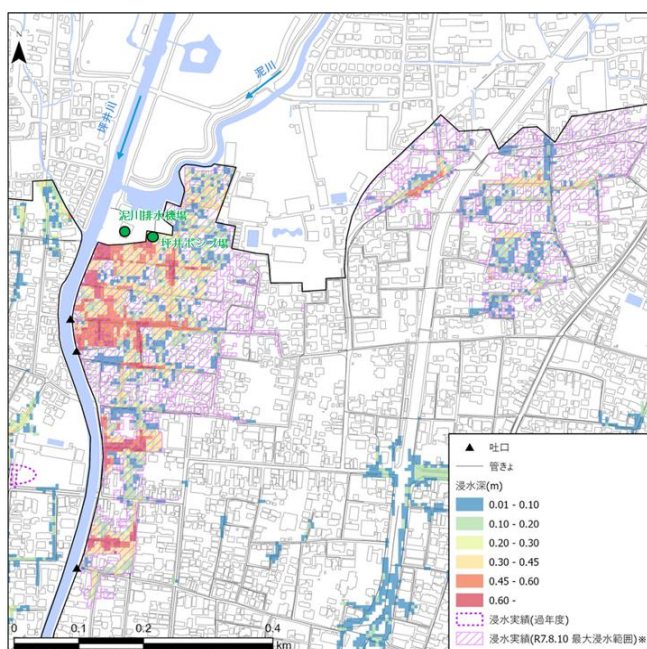 N
泥川
坪井川
泥川排水機場
坪井ポンプ場
吐口
管きょ
浸水深(m)
0.01 - 0.10
0.10 - 0.20
0.20 - 0.30
0.30 - 0.45
0.45 - 0.60
0.60 -
浸水実績(過年度)
浸水実績(R7.8.10 最大浸水範囲)※
0 0.1 0.2 0.4
km